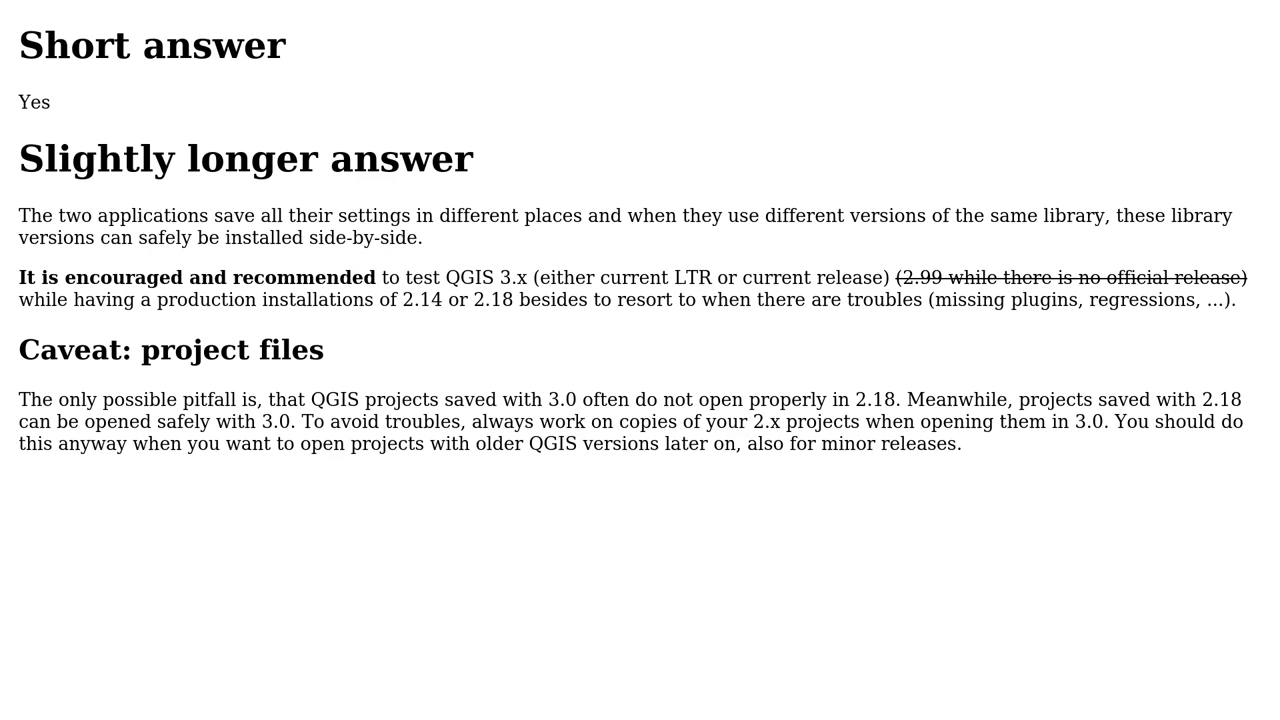 Short answer
Yes
Slightly longer answer
The two applications save all their settings in different places and when they use different versions of the same library, these library
versions can safely be installed side-by-side.
It is encouraged and recommended to test QGIS 3.x (either current LTR or current release) (2.99 while there is no official release)
while having a production installations of 2.14 or 2.18 besides to resort to when there are troubles (missing plugins, regressions, ...).
Caveat: project files
The only possible pitfall is, that QGIS projects saved with 3.0 often do not open properly in 2.18. Meanwhile, projects saved with 2.18
can be opened safely with 3.0. To avoid troubles, always work on copies of your 2.x projects when opening them in 3.0. You should do
this anyway when you want to open projects with older QGIS versions later on, also for minor releases.